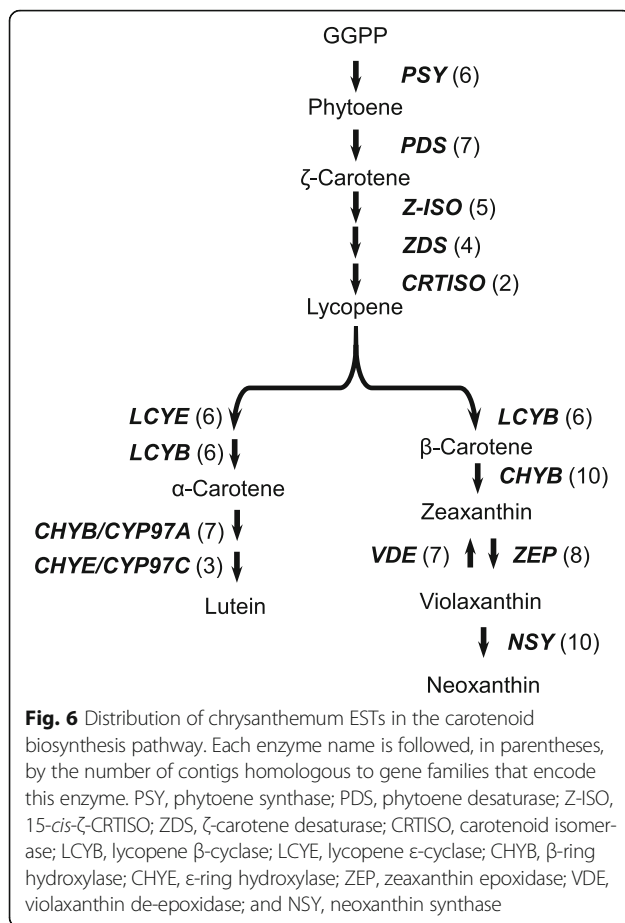 GGPP
PSY (6)
Phytoene
PDS (7)
ζ-Carotene
Z-ISO (5)
ZDS (4)
CRTISO (2)
Lycopene
LCYE (6)
LCYB (6)
α-Carotene
CHYB/CYP97A (7)
CHYE/CYP97C (3)
Lutein
LCYB (6)
β-Carotene
CHYB (10)
Zeaxanthin
VDE (7) ZEP (8)
Violaxanthin
NSY (10)
Neoxanthin
Fig. 6 Distribution of chrysanthemum ESTs in the carotenoid
biosynthesis pathway. Each enzyme name is followed, in parentheses,
by the number of contigs homologous to gene families that encode
this enzyme. PSY, phytoene synthase; PDS, phytoene desaturase; Z-ISO,
15-cis-ζ-CRTISO; ZDS, ζ-carotene desaturase; CRTISO, carotenoid isomer-
ase; LCYB, lycopene β-cyclase; LCYE, lycopene ε-cyclase; CHYB, β-ring
hydroxylase; CHYE, ε-ring hydroxylase; ZEP, zeaxanthin epoxidase; VDE,
violaxanthin de-epoxidase; and NSY, neoxanthin synthase